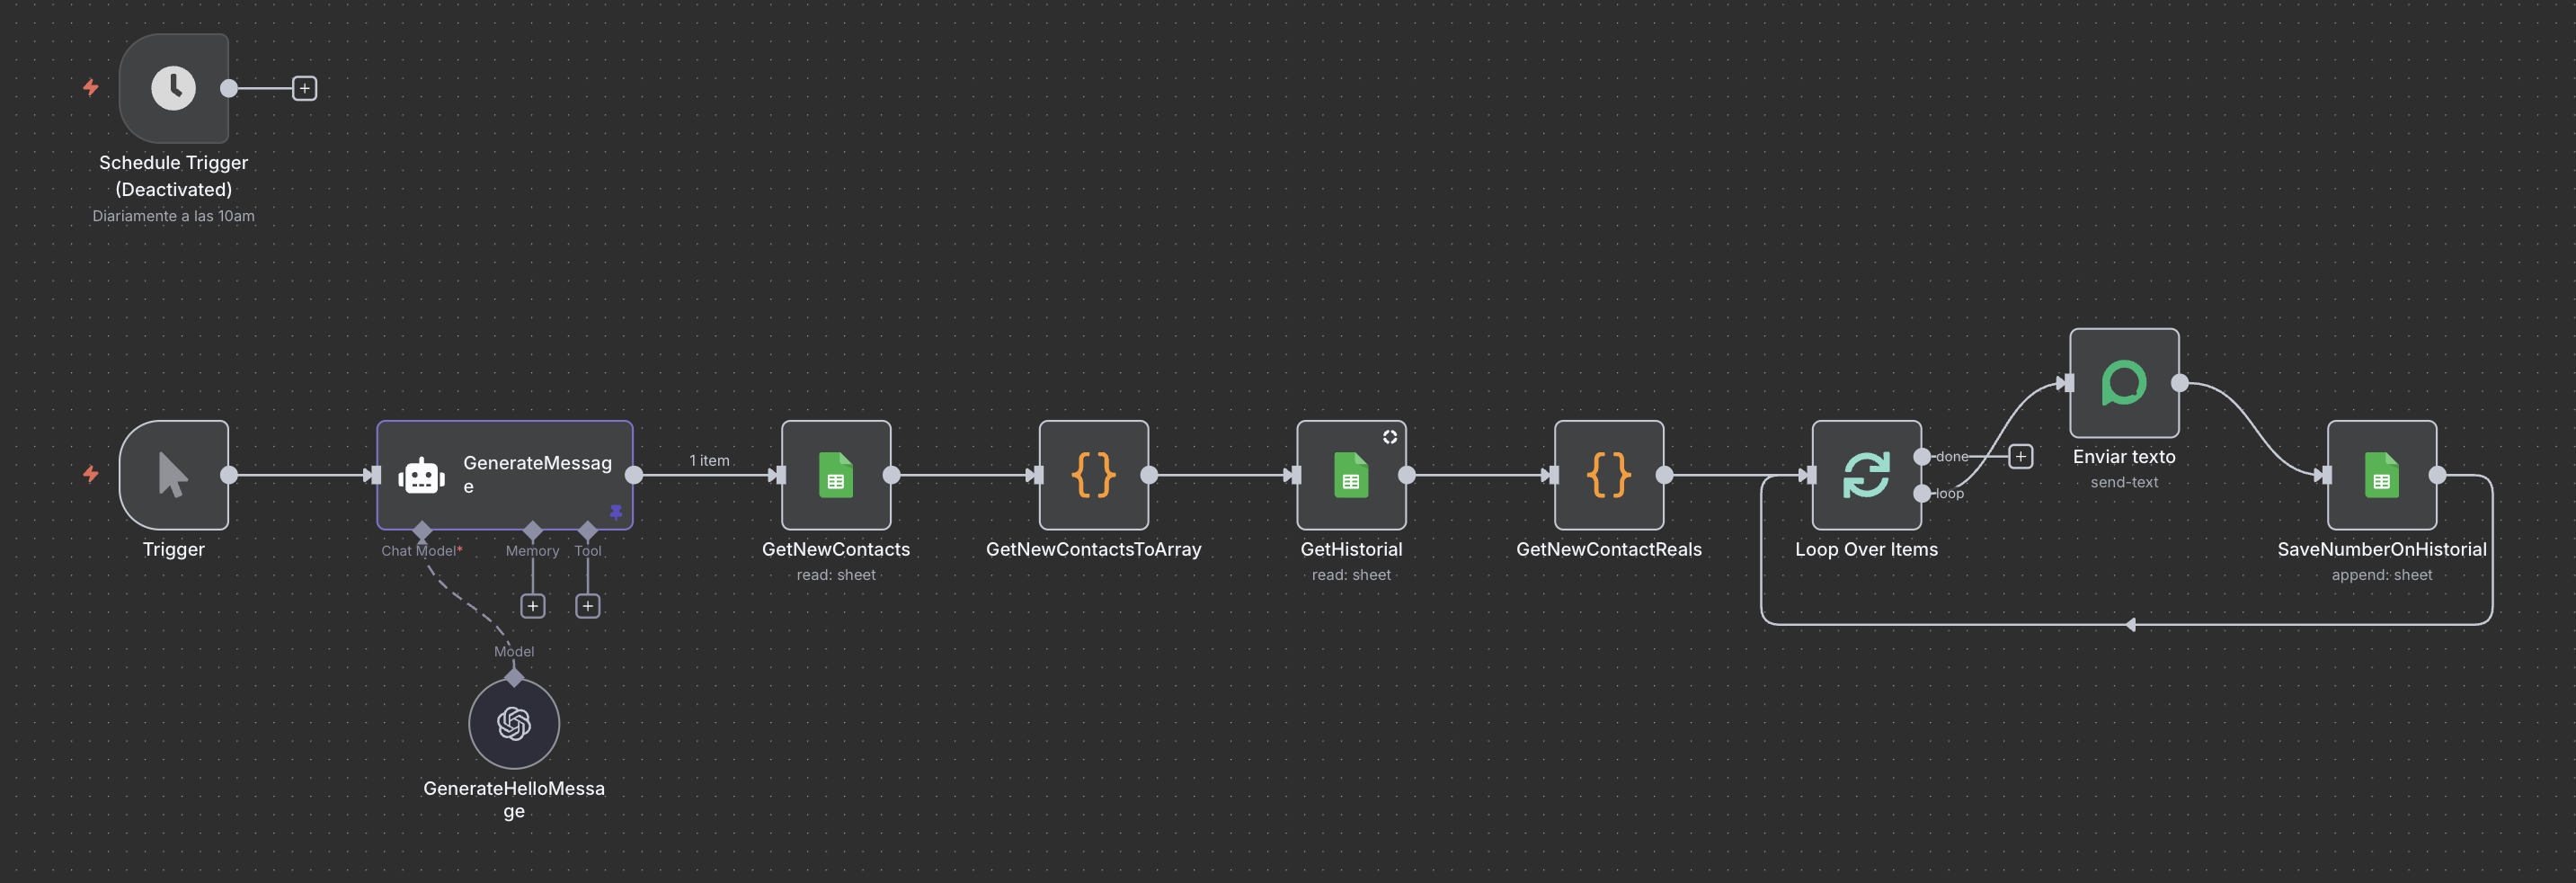 Schedule Trigger
(Deactivated)
Diariamente a las 10am
Trigger
GenerateMessag
e
Chat Model*
Memory
Tool
Model
GenerateHelloMessa
ge
1 item
GetNewContacts
read: sheet
GetNewContactsToArray
GetHistorial
read: sheet
GetNewContactReals
Loop Over Items
done
loop
Enviar texto
send-text
SaveNumberOnHistorial
append: sheet